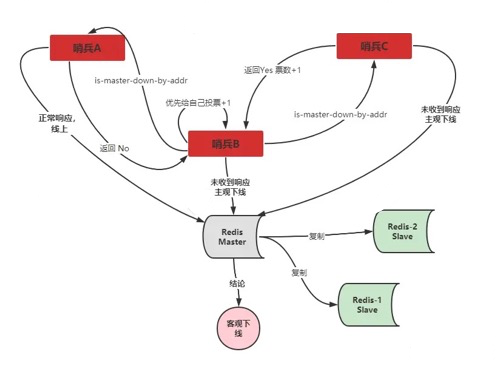 哨兵A
哨兵C
返回Yes 票数+1
is-master-down-by-addr
优先给自己投票+1
正常响应，
线上
is-master-down-by-addr
未收到响应
主观下线
返回 No
哨兵B
未收到响应
主观下线
Redis
Master
复制
Redis-2
Slave
复制
结论
Redis-1
Slave
客观下
线